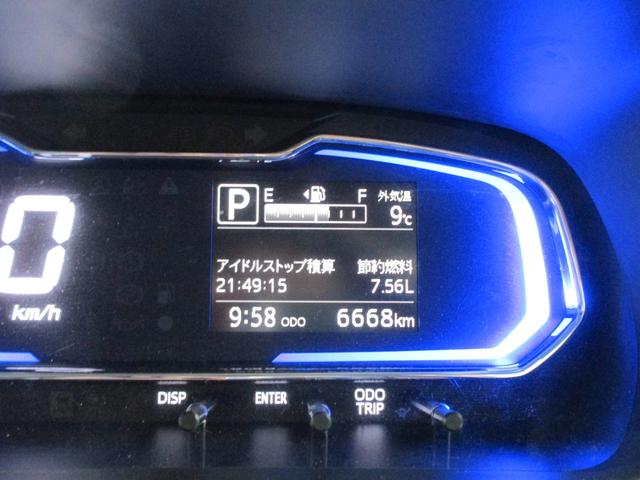 P E F 外気温
9℃
アイドルストップ積算 節約燃料
21:49:15 7.56L
0 km/h
9:58 ODO 6668km
DISP ENTER ODO TRIP